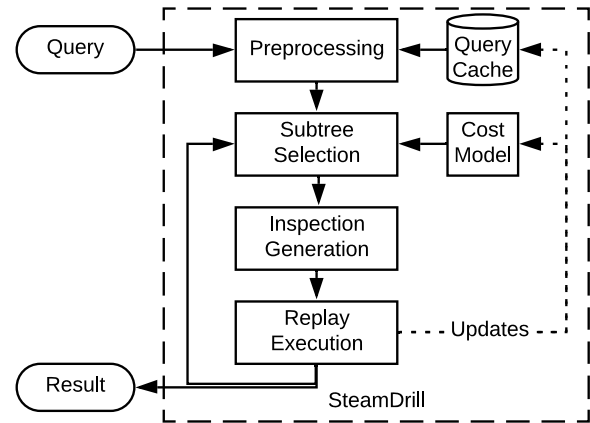 Query
Preprocessing
Query
Cache
Subtree
Selection
Cost
Model
Inspection
Generation
Replay
Execution
Updates
Result
SteamDrill